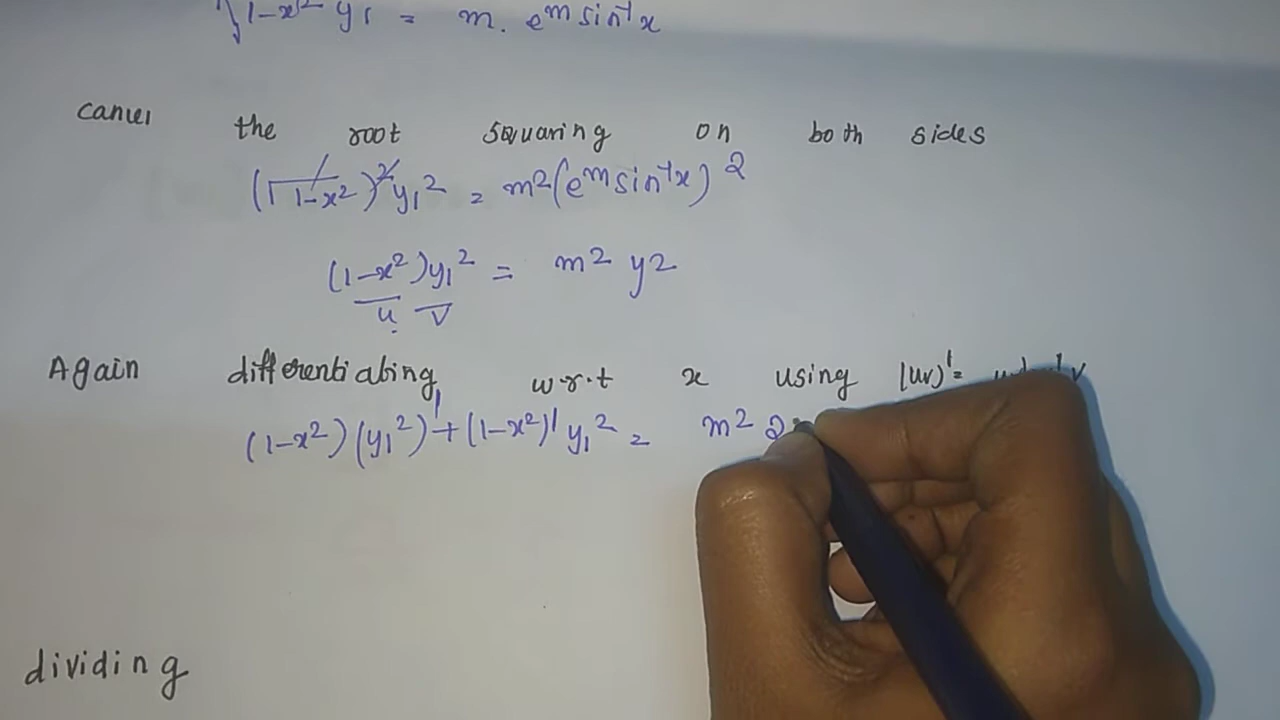 √1-x² y₁ = m. e^m sin⁻¹x
cancel the root squaring on both sides
(√1-x²)² y₁² = m²(e^m sin⁻¹x)²
(1-x²)y₁² = m² y2
u v
Again differentiating w.r.t x using (uv)' =
(1-x²)(y₁²)' + (1-x²)' y₁² = m² 2
dividing